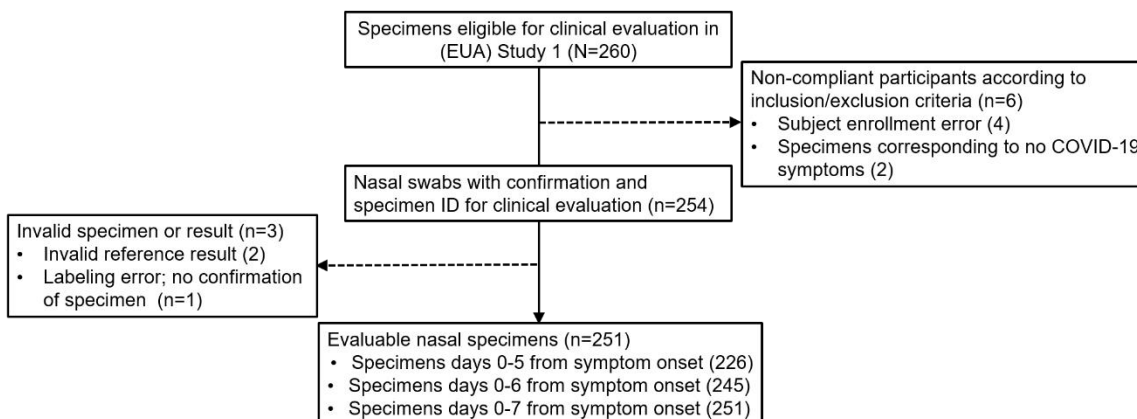 Specimens eligible for clinical evaluation in
(EUA) Study 1 (N=260)
Non-compliant participants according to
inclusion/exclusion criteria (n=6)
• Subject enrollment error (4)
• Specimens corresponding to no COVID-19
symptoms (2)
Nasal swabs with confirmation and
specimen ID for clinical evaluation (n=254)
Invalid specimen or result (n=3)
• Invalid reference result (2)
• Labeling error; no confirmation
of specimen (n=1)
Evaluable nasal specimens (n=251)
• Specimens days 0-5 from symptom onset (226)
• Specimens days 0-6 from symptom onset (245)
• Specimens days 0-7 from symptom onset (251)